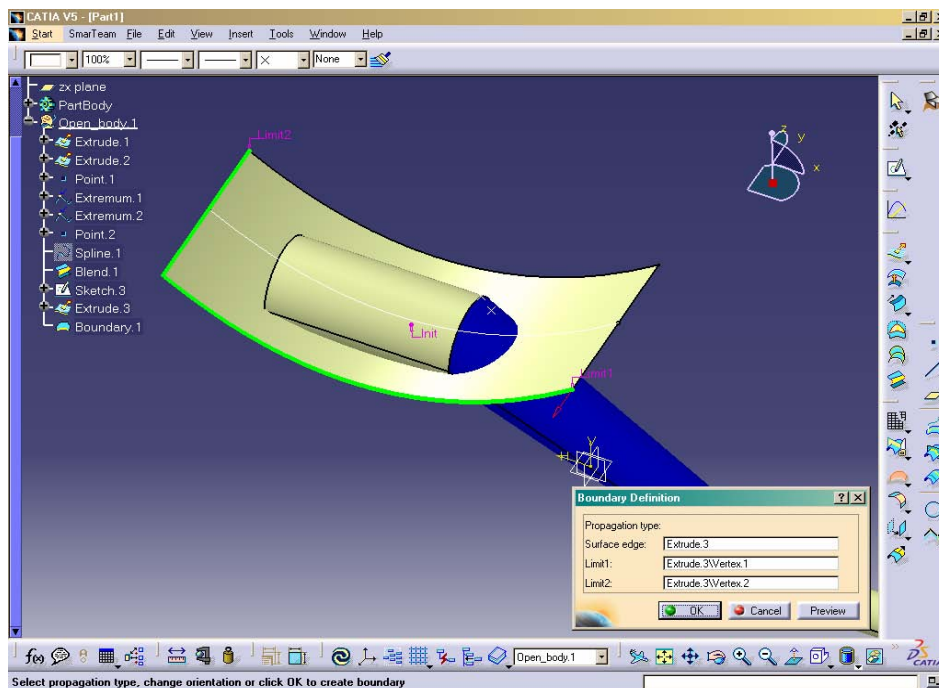 CATIA V5 - [Part1]
Start SmarTeam File Edit View Insert Tools Window Help
100% None
zx plane
PartBody
Open_body.1
Extrude.1
Extrude.2
Point.1
Extremum.1
Extremum.2
Point.2
Spline.1
Blend.1
Sketch.3
Extrude.3
Boundary.1
Limit2
z
y
x
Init
Limit1
V
H
Boundary Definition
Propagation type:
Surface edge: Extrude.3
Limit1: Extrude.3\Vertex.1
Limit2: Extrude.3\Vertex.2
OK Cancel Preview
f(x) Open_body.1 CATIA
Select propagation type, change orientation or click OK to create boundary